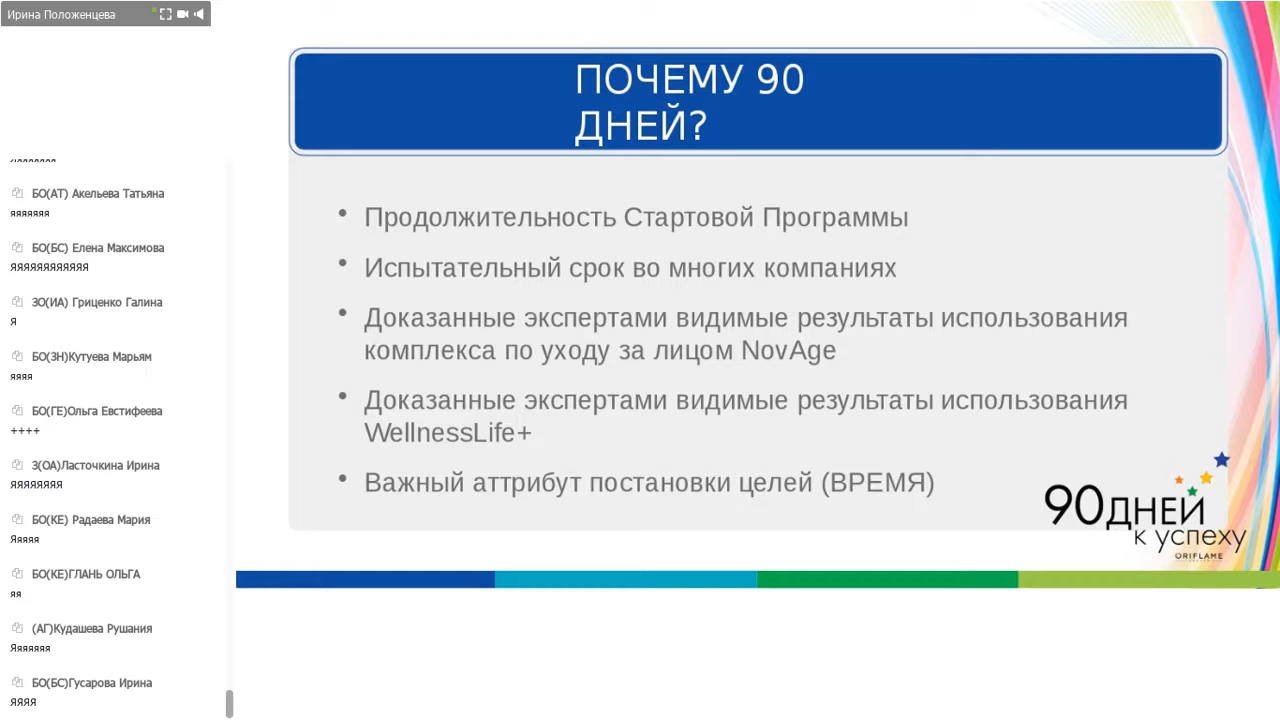 Ирина Положенцева
ПОЧЕМУ 90
ДНЕЙ?
• Продолжительность Стартовой Программы
• Испытательный срок во многих компаниях
• Доказанные экспертами видимые результаты использования
комплекса по уходу за лицом NovAge
• Доказанные экспертами видимые результаты использования
WellnessLife+
• Важный аттрибут постановки целей (ВРЕМЯ)
90 ДНЕЙ
к успеху
ORIFLAME
БО(АТ) Акельева Татьяна
яяяяяяя
БО(БС) Елена Максимова
ЯЯЯЯЯЯЯЯЯЯЯЯ
ЗО(ИА) Гриценко Галина
Я
БО(ЗН)Кутуева Марьям
яяяя
БО(ГЕ)Ольга Евстифеева
++++
З(ОА)Ласточкина Ирина
ЯЯЯЯЯЯЯЯ
БО(КЕ) Радаева Мария
Яяяяя
БО(КЕ)ГЛАНЬ ОЛЬГА
яя
(АГ)Кудашева Рушания
Яяяяяяя
БО(БС)Гусарова Ирина
ЯЯЯЯ